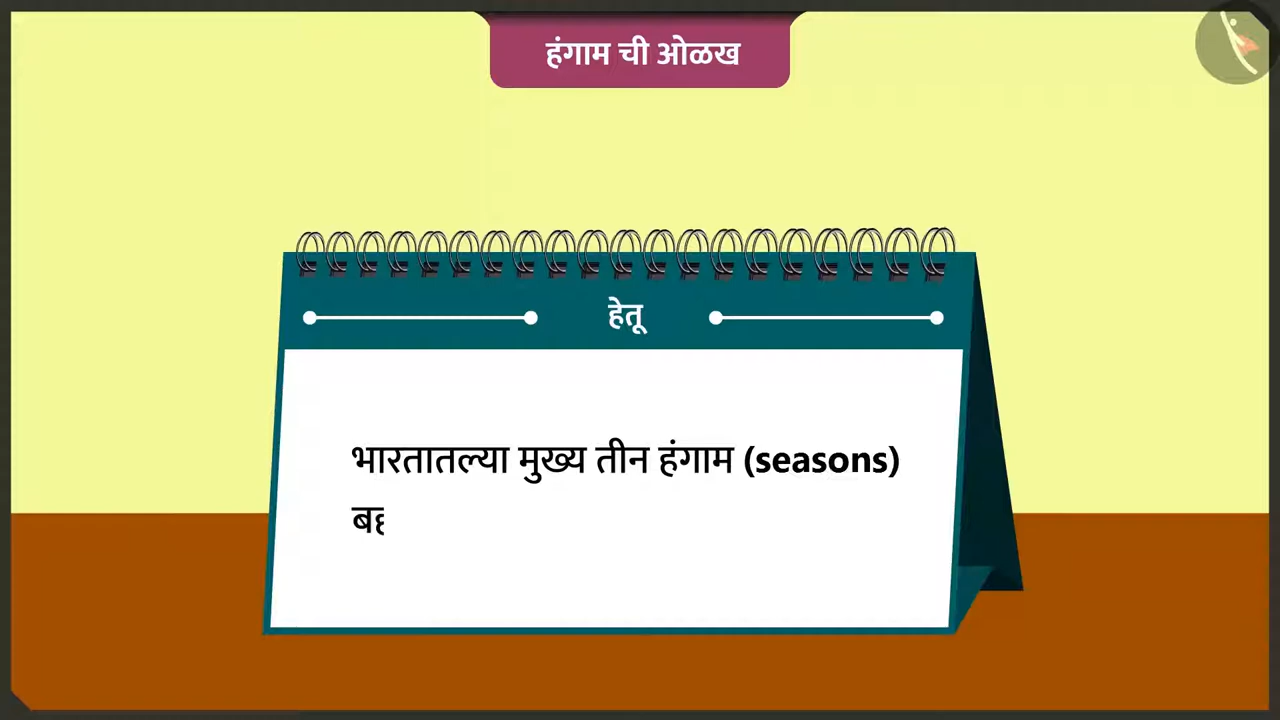 हंगाम ची ओळख
हेतू
भारतातल्या मुख्य तीन हंगाम (seasons)